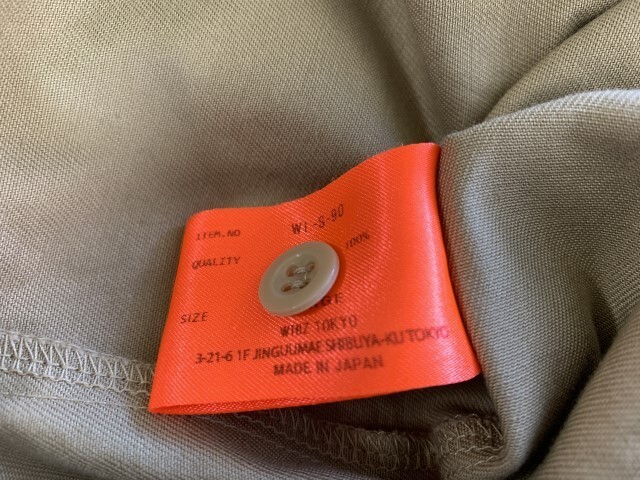 ITEM.NO WI-S-90
QUALITY 100%
SIZE
WHIZ TOKYO
3-21-6 1F JINGUUMAE SHIBUYA-KU TOKYO
MADE IN JAPAN